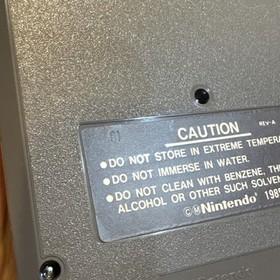 REV-A
CAUTION
•DO NOT STORE IN EXTREME TEMPERA
•DO NOT IMMERSE IN WATER.
•DO NOT CLEAN WITH BENZENE, TH
ALCOHOL OR OTHER SUCH SOLVEN
©ⓂNintendo 198